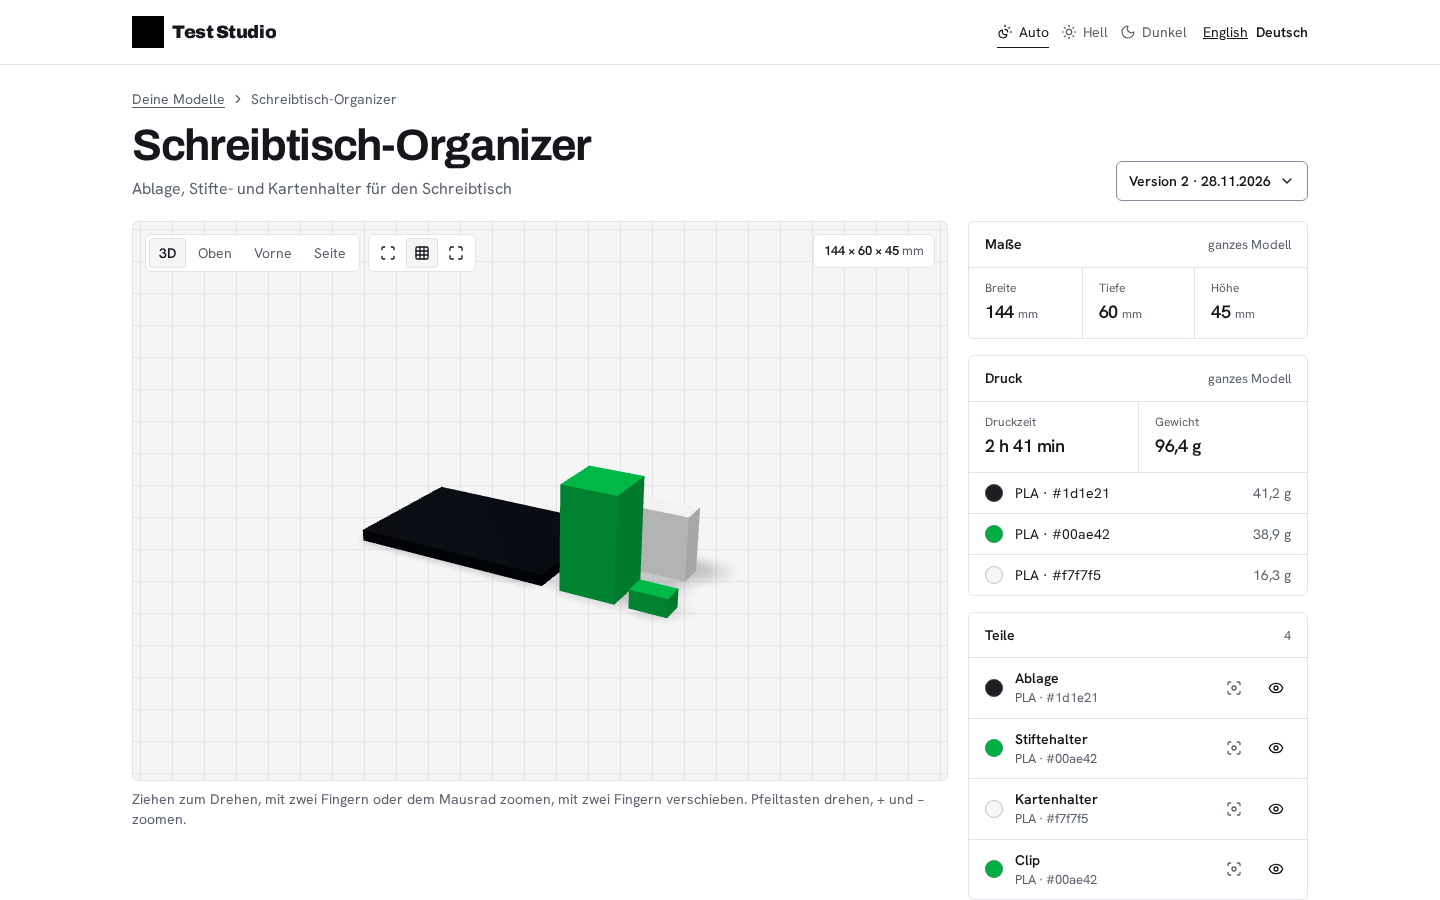 Test Studio
Auto
Hell
Dunkel
English
Deutsch
Deine Modelle > Schreibtisch-Organizer
Schreibtisch-Organizer
Ablage, Stifte- und Kartenhalter für den Schreibtisch
Version 2 · 28.11.2026
3D
Oben
Vorne
Seite
144 × 60 × 45 mm
Ziehen zum Drehen, mit zwei Fingern oder dem Mausrad zoomen, mit zwei Fingern verschieben. Pfeiltasten drehen, + und −
zoomen.
Maße
ganzes Modell
Breite
144 mm
Tiefe
60 mm
Höhe
45 mm
Druck
ganzes Modell
Druckzeit
2 h 41 min
Gewicht
96,4 g
PLA · #1d1e21
41,2 g
PLA · #00ae42
38,9 g
PLA · #f7f7f5
16,3 g
Teile
4
Ablage
PLA · #1d1e21
Stiftehalter
PLA · #00ae42
Kartenhalter
PLA · #f7f7f5
Clip
PLA · #00ae42